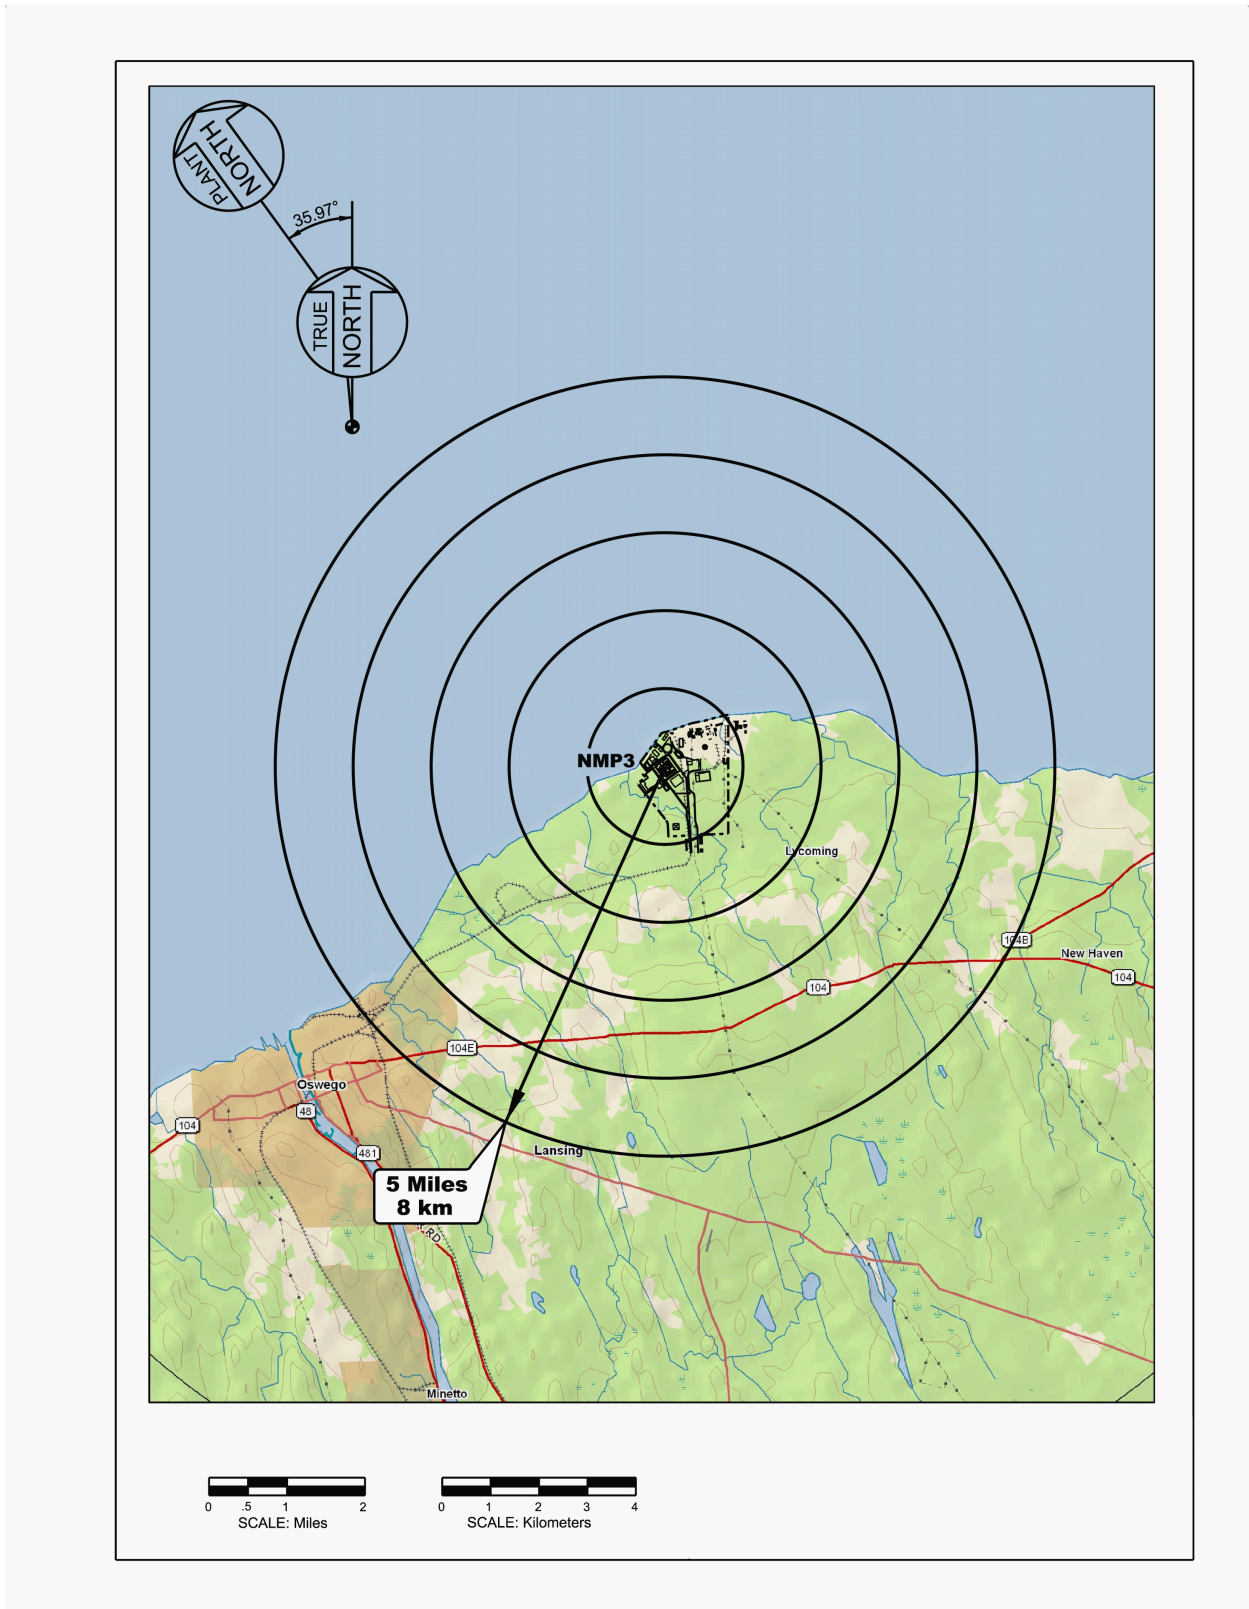 PLANT
NORTH
35.97°
TRUE
NORTH
NMP3
Lycoming
104B
New Haven
104
104
104E
Oswego
48
104
481
Lansing
5 Miles
8 km
RD
Minetto
0 .5 1 2
SCALE: Miles
0 1 2 3 4
SCALE: Kilometers